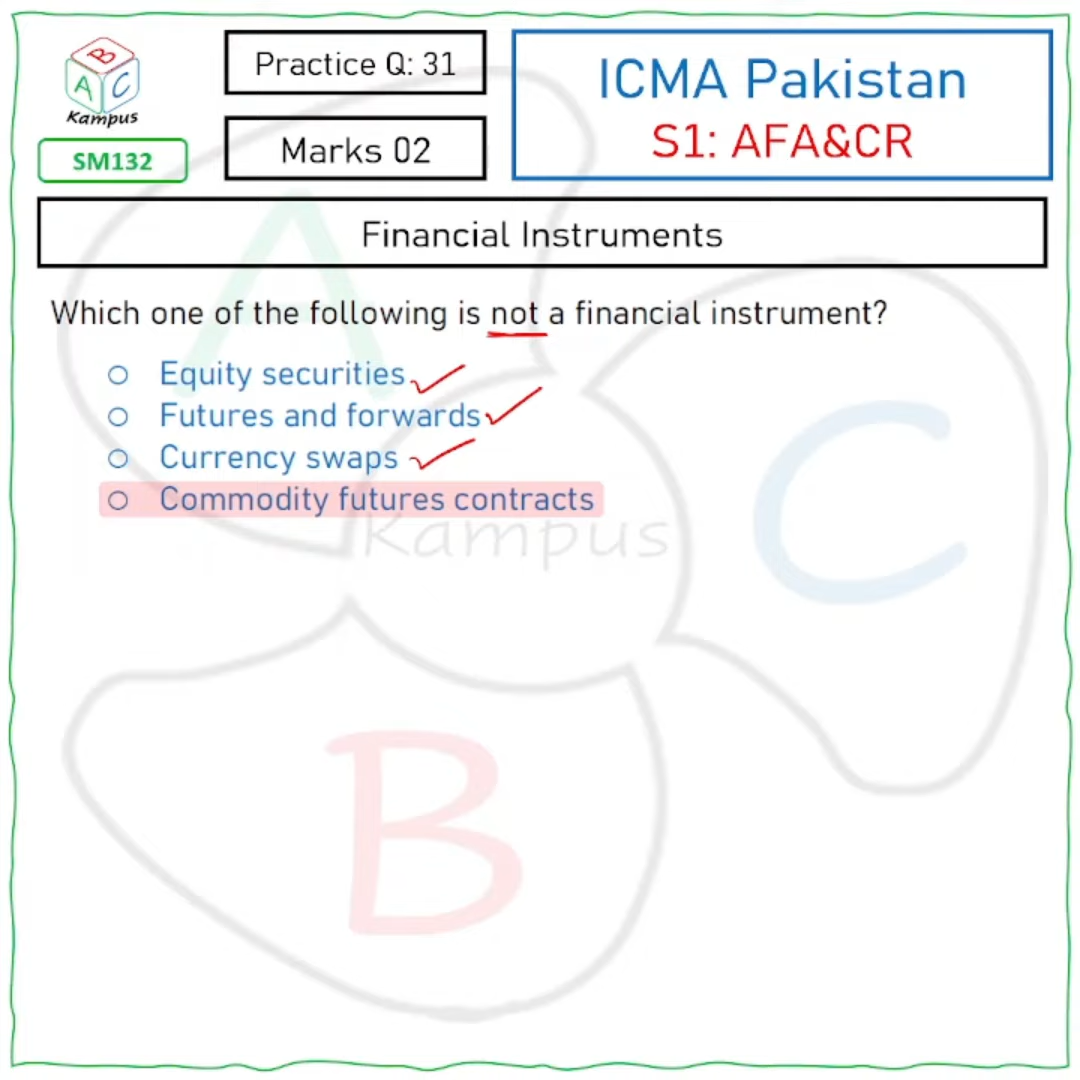 B
A C
Kampus
SM132
Practice Q: 31
Marks 02
ICMA Pakistan
S1: AFA&CR
Financial Instruments
Which one of the following is not a financial instrument?
Equity securities
Futures and forwards
Currency swaps
Commodity futures contracts
A
C
Kampus
B